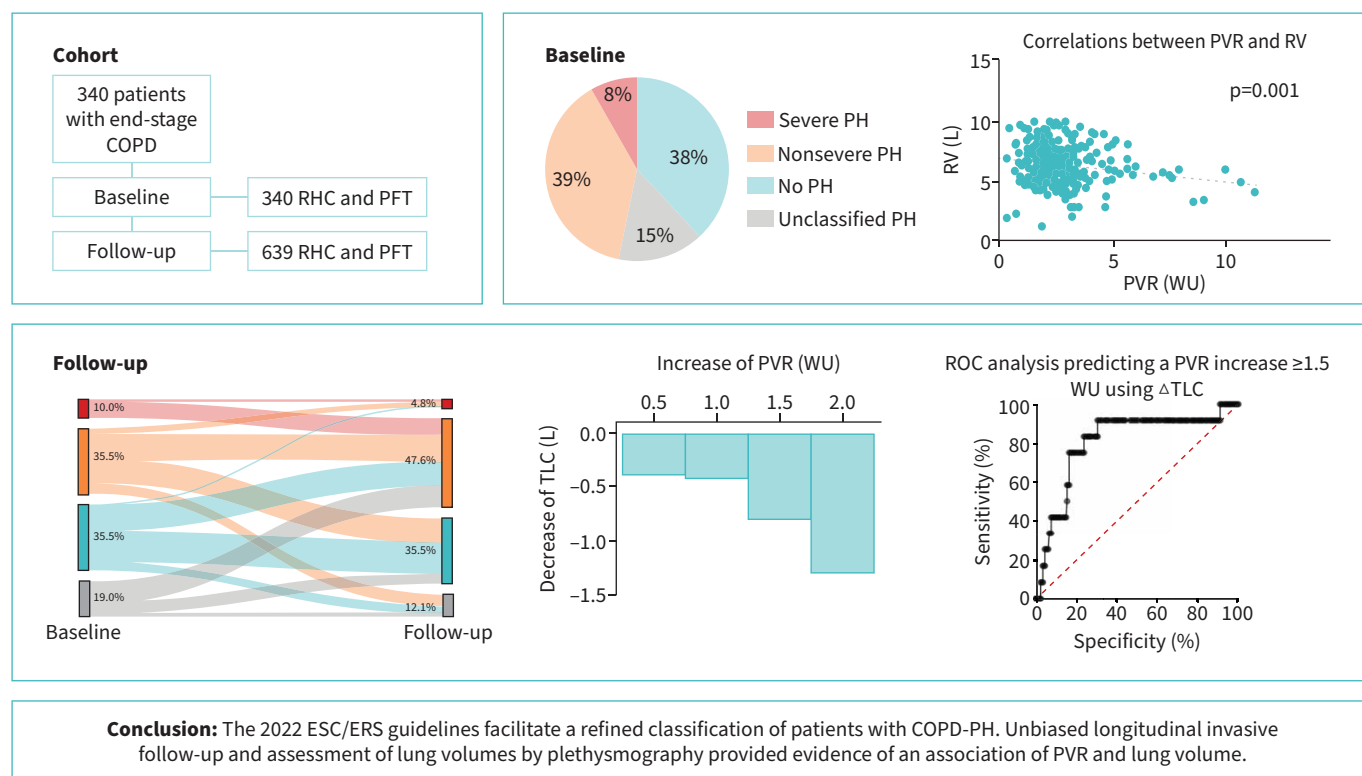 Cohort
340 patients
with end-stage
COPD
Baseline
340 RHC and PFT
Follow-up
639 RHC and PFT
Baseline
8%
38%
39%
15%
Severe PH
Nonsevere PH
No PH
Unclassified PH
Correlations between PVR and RV
p=0.001
RV (L)
15
10
5
0
0
5
10
PVR (WU)
Follow-up
10.0%
35.5%
35.5%
19.0%
4.8%
47.6%
35.5%
12.1%
Baseline
Follow-up
Increase of PVR (WU)
0.5
1.0
1.5
2.0
Decrease of TLC (L)
0.0
−0.5
−1.0
−1.5
ROC analysis predicting a PVR increase ≥1.5
WU using △TLC
Sensitivity (%)
100
80
60
40
20
0
0
20
40
60
80
100
Specificity (%)
Conclusion: The 2022 ESC/ERS guidelines facilitate a refined classification of patients with COPD-PH. Unbiased longitudinal invasive
follow-up and assessment of lung volumes by plethysmography provided evidence of an association of PVR and lung volume.